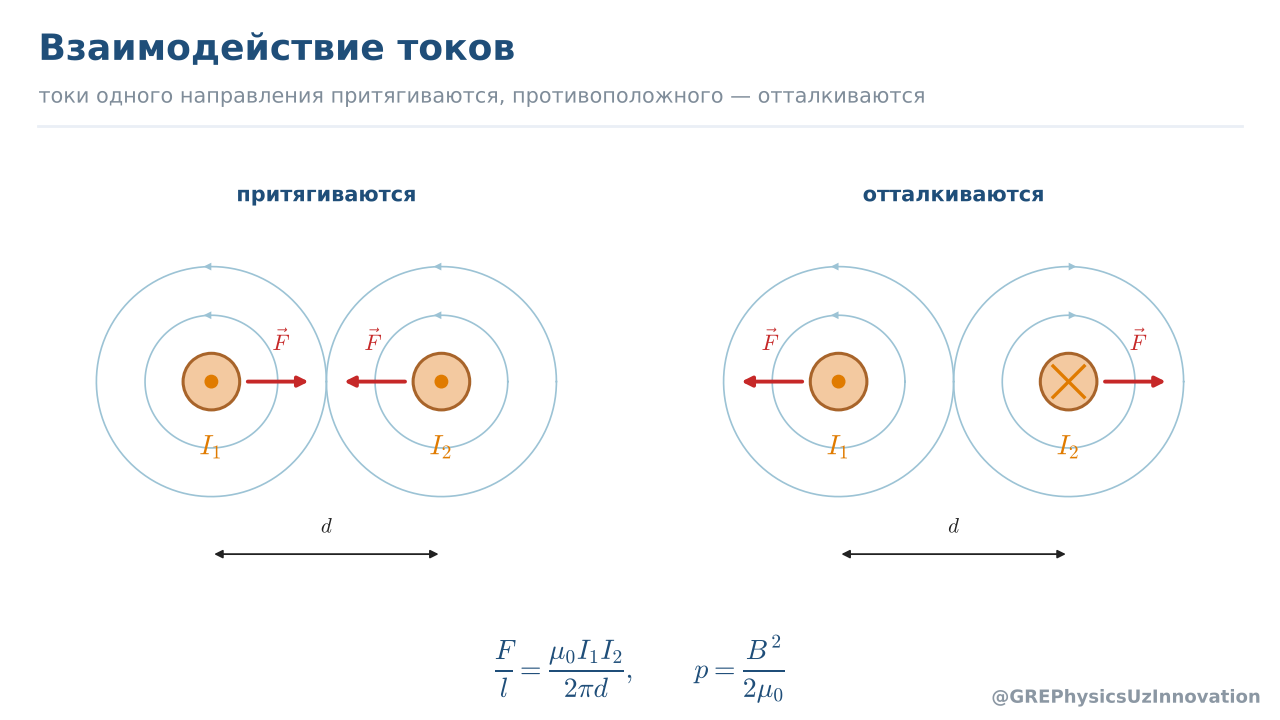 Взаимодействие токов
токи одного направления притягиваются, противоположного — отталкиваются
притягиваются
отталкиваются
F⃗ F⃗ F⃗ F⃗
I₁ I₂ I₁ I₂
d d
F/l = μ₀I₁I₂/2πd, p = B²/2μ₀
@GREPhysicsUzInnovation